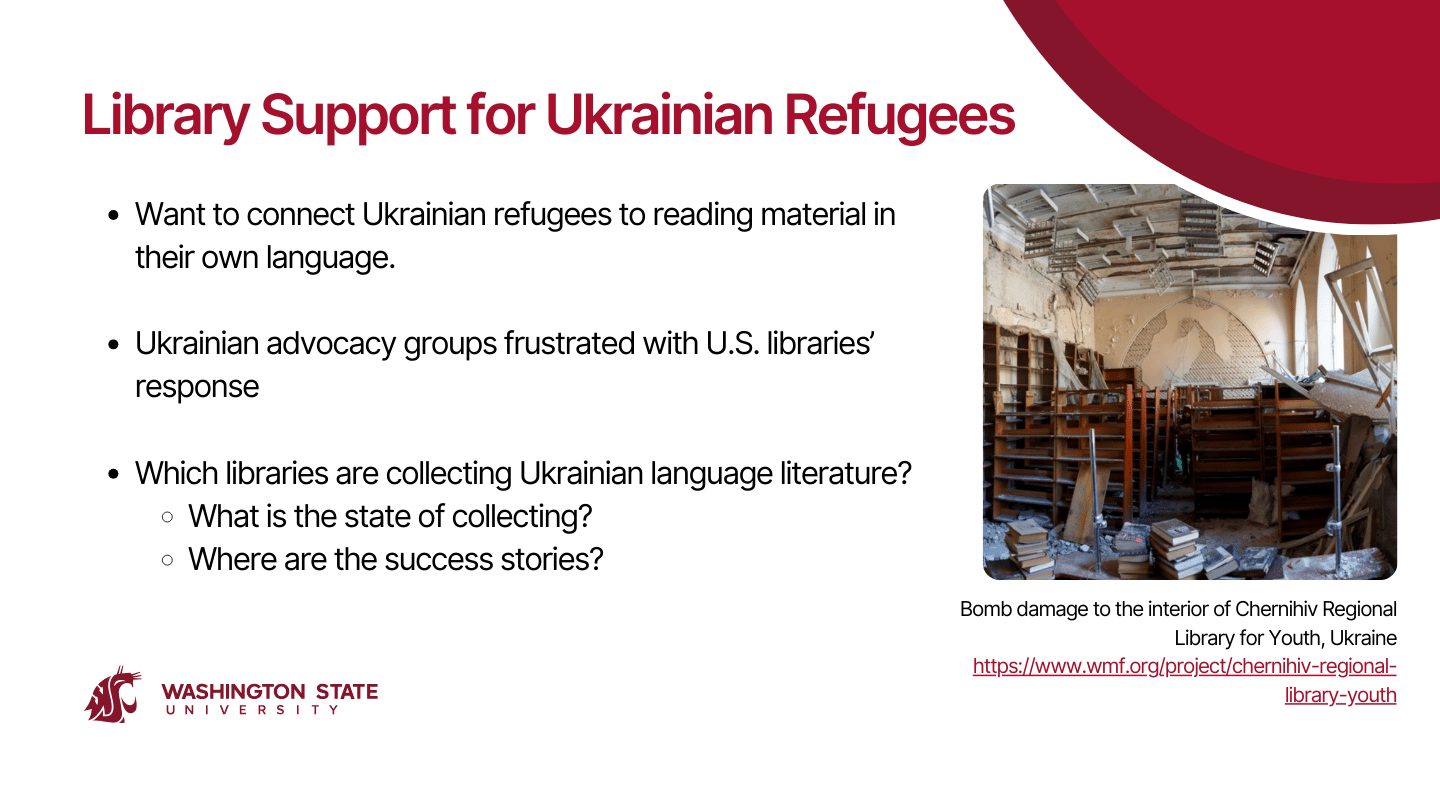 Library Support for Ukrainian Refugees
• Want to connect Ukrainian refugees to reading material in
their own language.
• Ukrainian advocacy groups frustrated with U.S. libraries’
response
• Which libraries are collecting Ukrainian language literature?
○ What is the state of collecting?
○ Where are the success stories?
Bomb damage to the interior of Chernihiv Regional
Library for Youth, Ukraine
https://www.wmf.org/project/chernihiv-regional-
library-youth
WASHINGTON STATE
UNIVERSITY